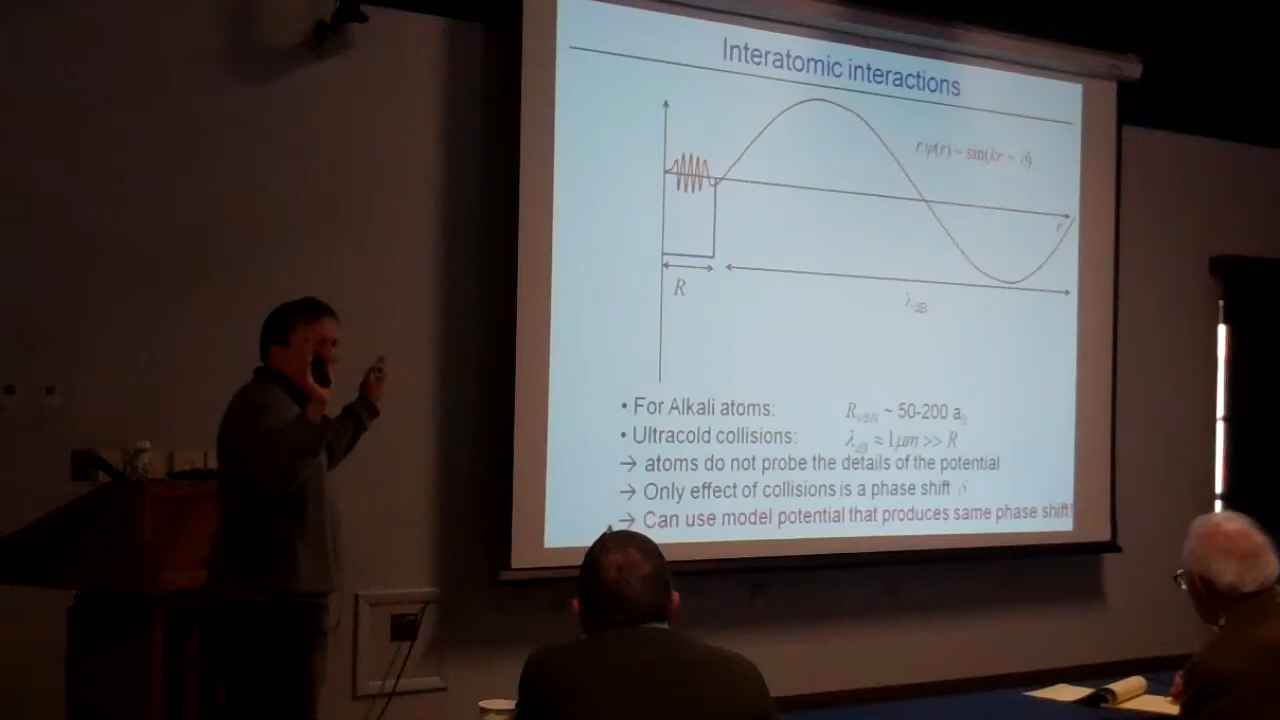 Interatomic interactions
rψ(r) ~ sin(kr + δ)
r
R
λdB
• For Alkali atoms: RvdW ~ 50-200 a0
• Ultracold collisions: λdB ≈ 1μm >> R
→ atoms do not probe the details of the potential
→ Only effect of collisions is a phase shift δ
→ Can use model potential that produces same phase shift!